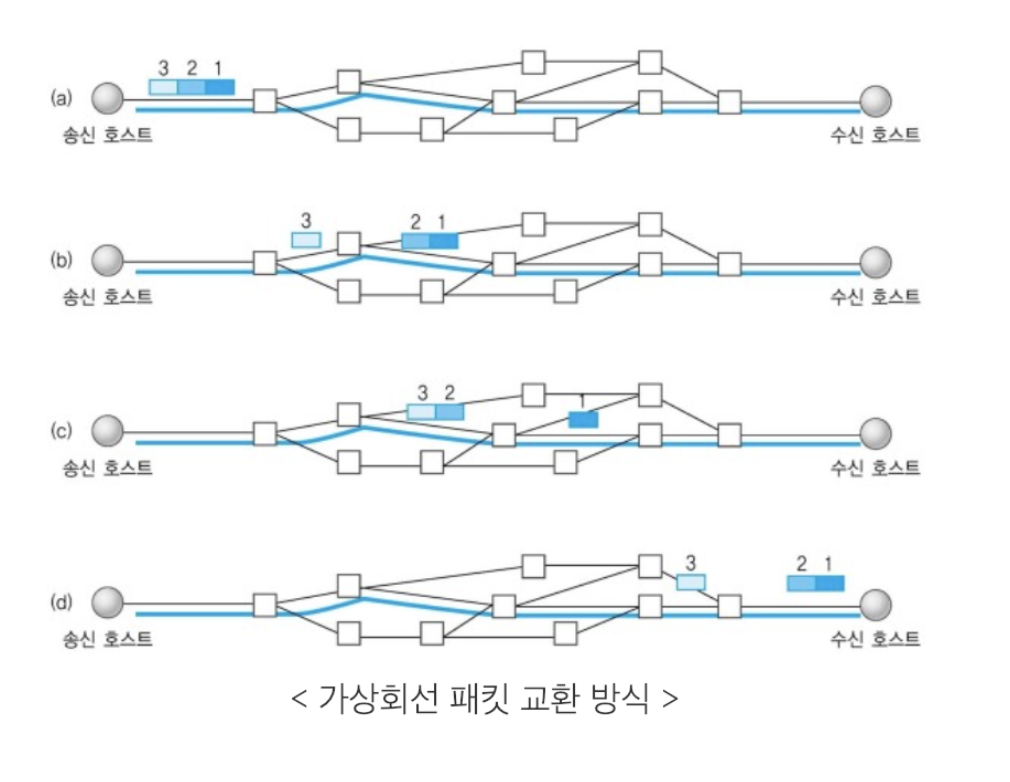 3 2 1
(a)
송신 호스트
수신 호스트
3
2 1
(b)
송신 호스트
수신 호스트
3 2
1
(c)
송신 호스트
수신 호스트
3
2 1
(d)
송신 호스트
수신 호스트
< 가상회선 패킷 교환 방식 >